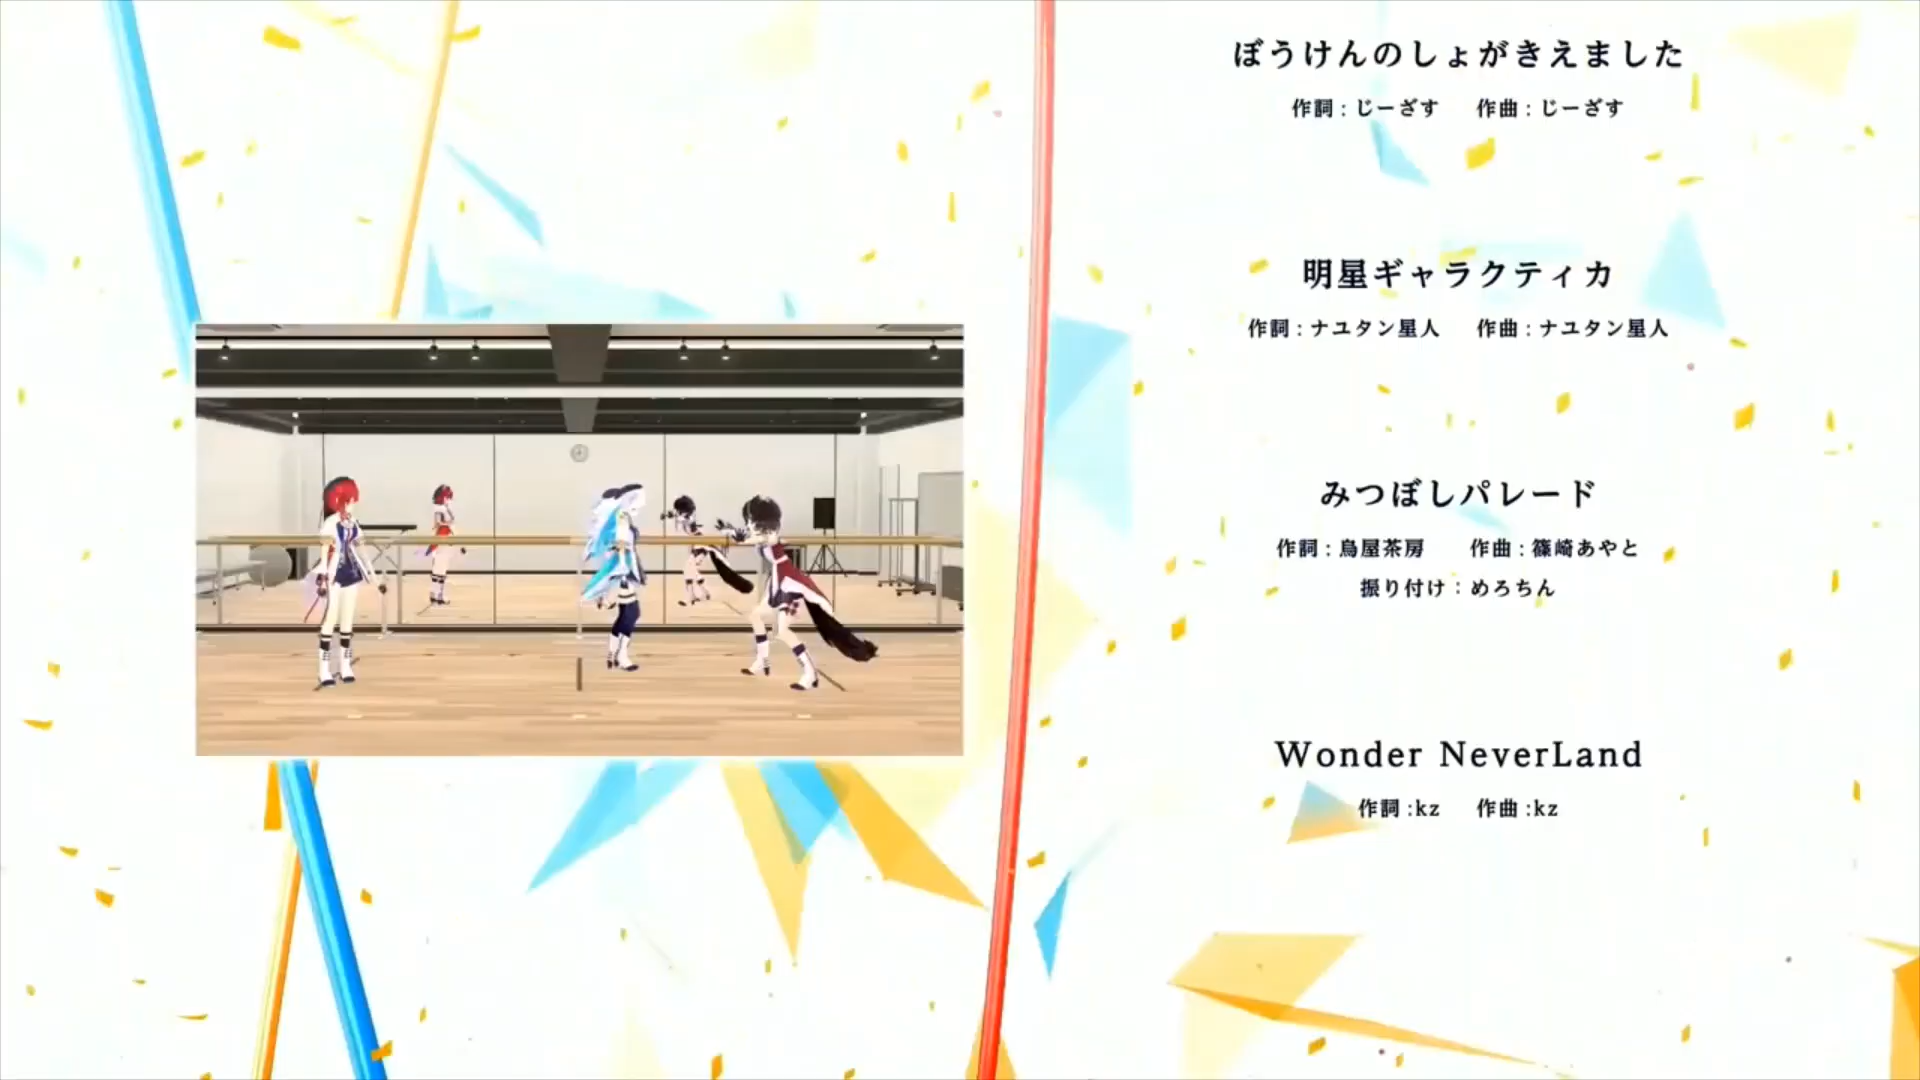 ぼうけんのしょがきえました
作詞 : じーざす　作曲 : じーざす
明星ギャラクティカ
作詞 : ナユタン星人　作曲 : ナユタン星人
みつぼしパレード
作詞 : 烏屋茶房　作曲 : 篠崎あやと
振り付け : めろちん
Wonder NeverLand
作詞 :kz　作曲 :kz